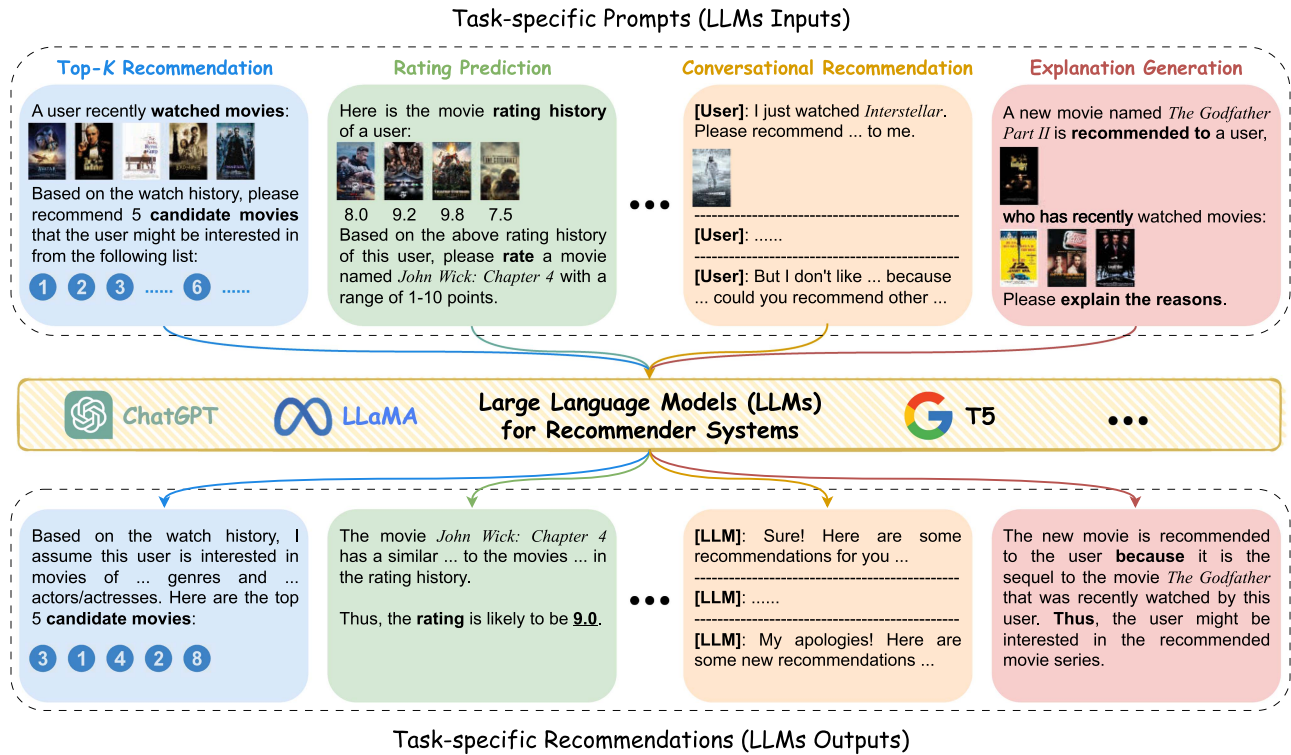 Task-specific Prompts (LLMs Inputs)
Top-K Recommendation
A user recently watched movies:
Based on the watch history, please
recommend 5 candidate movies
that the user might be interested in
from the following list:
1 2 3 ...... 6 ......
Rating Prediction
Here is the movie rating history
of a user:
8.0 9.2 9.8 7.5
Based on the above rating history
of this user, please rate a movie
named John Wick: Chapter 4 with a
range of 1-10 points.
•••
Conversational Recommendation
[User]: I just watched Interstellar.
Please recommend ... to me.
[User]: ......
[User]: But I don't like ... because
... could you recommend other ...
Explanation Generation
A new movie named The Godfather
Part II is recommended to a user,
who has recently watched movies:
Please explain the reasons.
ChatGPT
LLaMA
Large Language Models (LLMs)
for Recommender Systems
T5
•••
Based on the watch history, I
assume this user is interested in
movies of ... genres and ...
actors/actresses. Here are the top
5 candidate movies:
3 1 4 2 8
The movie John Wick: Chapter 4
has a similar ... to the movies ... in
the rating history.
Thus, the rating is likely to be 9.0.
•••
[LLM]: Sure! Here are some
recommendations for you ...
[LLM]: ......
[LLM]: My apologies! Here are
some new recommendations ...
The new movie is recommended
to the user because it is the
sequel to the movie The Godfather
that was recently watched by this
user. Thus, the user might be
interested in the recommended
movie series.
Task-specific Recommendations (LLMs Outputs)